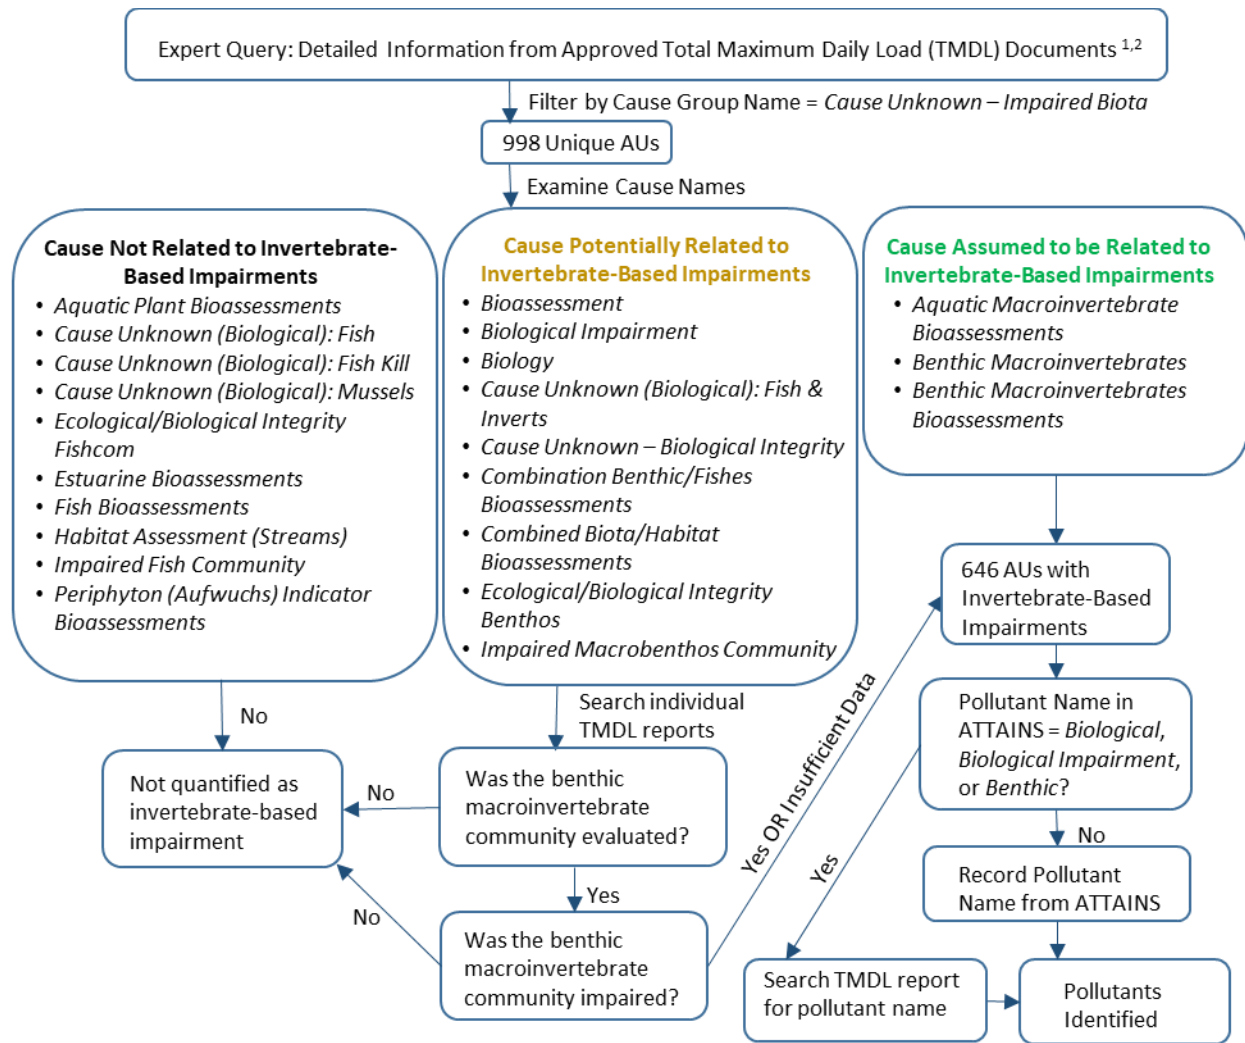 Expert Query: Detailed Information from Approved Total Maximum Daily Load (TMDL) Documents 1,2
Filter by Cause Group Name = Cause Unknown – Impaired Biota
998 Unique AUs
Examine Cause Names
Cause Not Related to Invertebrate-
Based Impairments
• Aquatic Plant Bioassessments
• Cause Unknown (Biological): Fish
• Cause Unknown (Biological): Fish Kill
• Cause Unknown (Biological): Mussels
• Ecological/Biological Integrity
Fishcom
• Estuarine Bioassessments
• Fish Bioassessments
• Habitat Assessment (Streams)
• Impaired Fish Community
• Periphyton (Aufwuchs) Indicator
Bioassessments
Cause Potentially Related to
Invertebrate-Based Impairments
• Bioassessment
• Biological Impairment
• Biology
• Cause Unknown (Biological): Fish &
Inverts
• Cause Unknown – Biological Integrity
• Combination Benthic/Fishes
Bioassessments
• Combined Biota/Habitat
Bioassessments
• Ecological/Biological Integrity
Benthos
• Impaired Macrobenthos Community
Cause Assumed to be Related to
Invertebrate-Based Impairments
• Aquatic Macroinvertebrate
Bioassessments
• Benthic Macroinvertebrates
• Benthic Macroinvertebrates
Bioassessments
No
Search individual
TMDL reports
Not quantified as
invertebrate-based
impairment
No
Was the benthic
macroinvertebrate
community evaluated?
Yes
No
Was the benthic
macroinvertebrate
community impaired?
Yes OR Insufficient Data
646 AUs with
Invertebrate-Based
Impairments
Pollutant Name in
ATTAINS = Biological,
Biological Impairment,
or Benthic?
Yes
No
Record Pollutant
Name from ATTAINS
Search TMDL report
for pollutant name
Pollutants
Identified